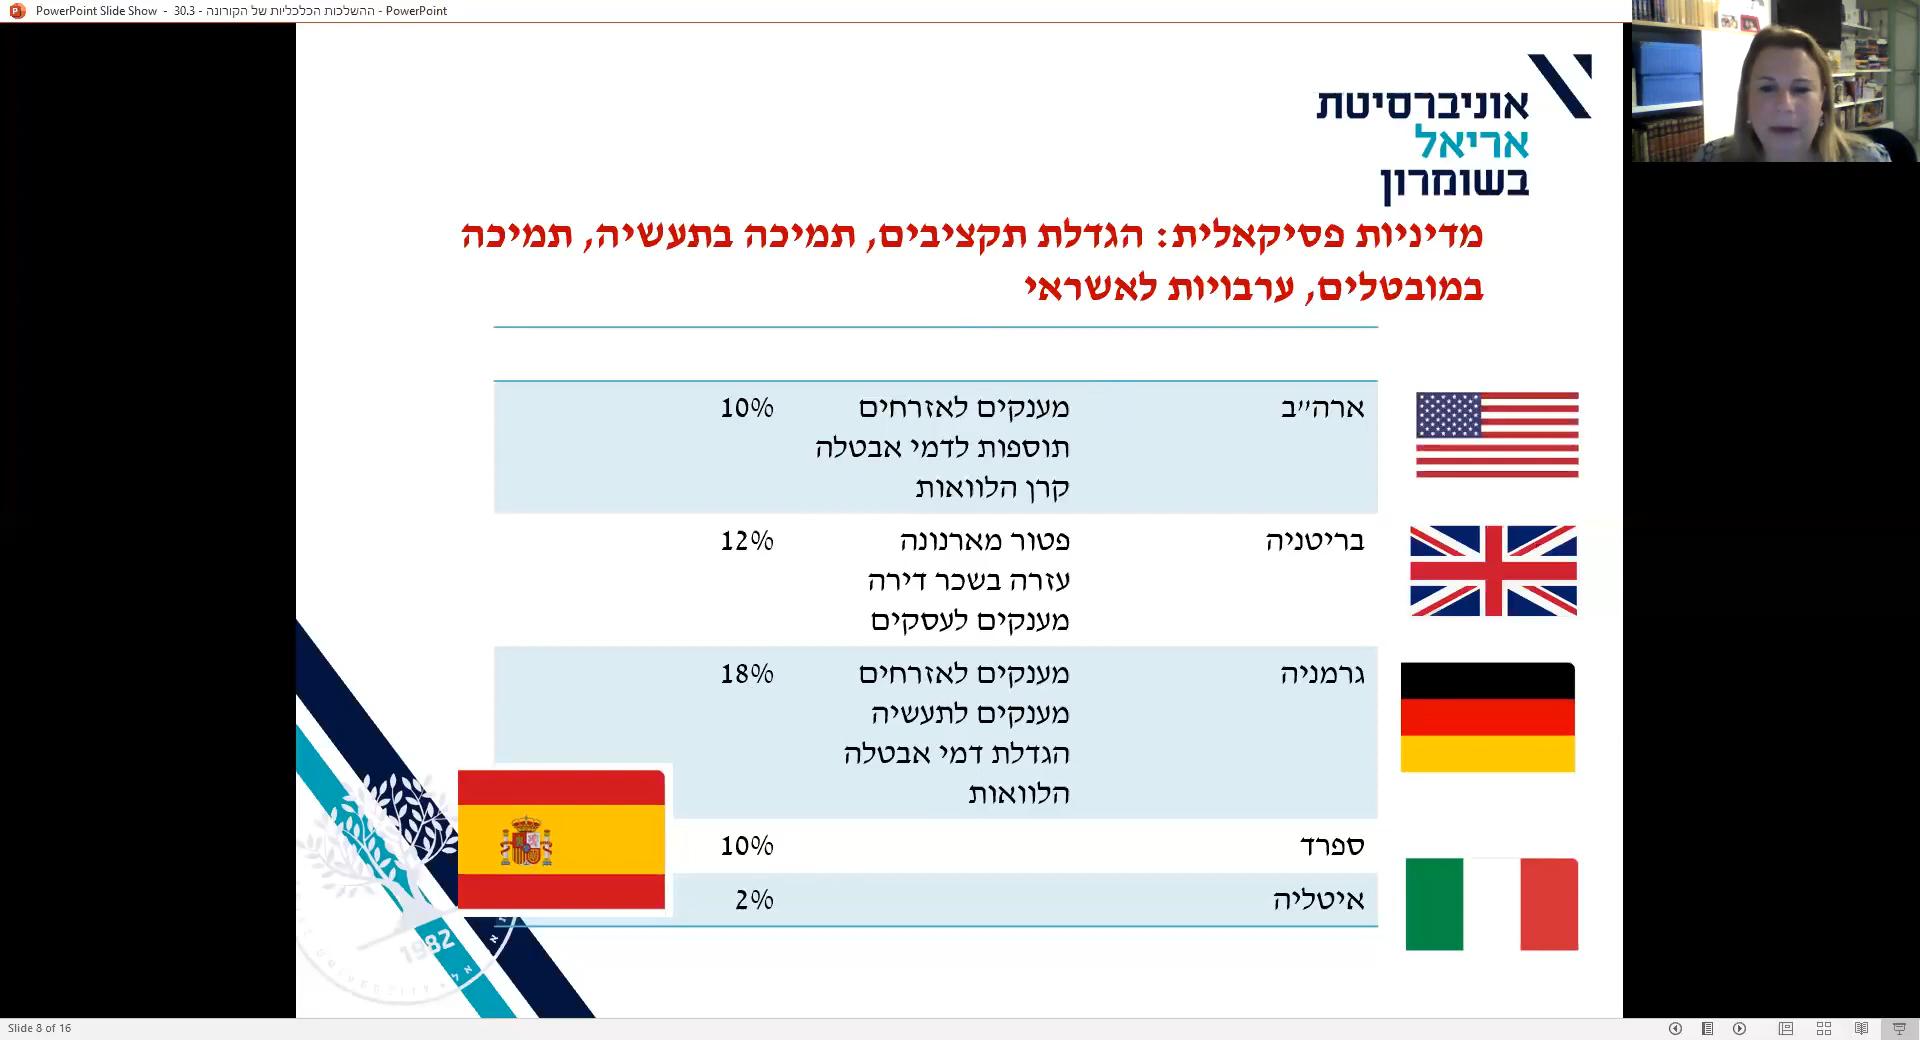 PowerPoint Slide Show - 30.3 - ההשלכות הכלכליות של הקורונה - PowerPoint
אוניברסיטת
אריאל
בשומרון
מדיניות פסיקאלית: הגדלת תקציבים, תמיכה בתעשיה, תמיכה
במובטלים, ערבויות לאשראי
ארה״ב מענקים לאזרחים 10%
תוספות לדמי אבטלה
קרן הלוואות
בריטניה פטור מארנונה 12%
עזרה בשכר דירה
מענקים לעסקים
גרמניה מענקים לאזרחים 18%
מענקים לתעשיה
הגדלת דמי אבטלה
הלוואות
ספרד 10%
איטליה 2%
1982
Slide 8 of 16